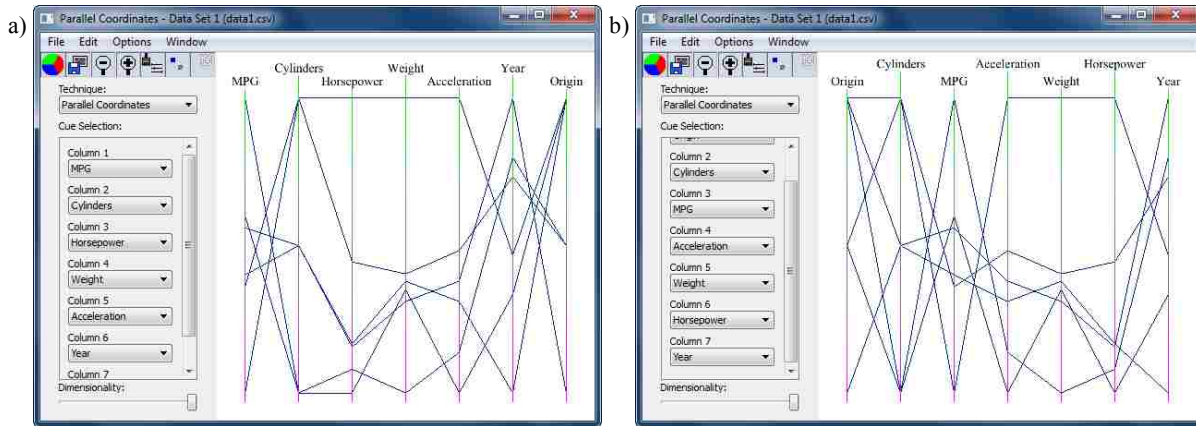 a)
Parallel Coordinates - Data Set 1 (data1.csv)
File Edit Options Window
Technique:
Parallel Coordinates
Cue Selection:
Column 1
MPG
Column 2
Cylinders
Column 3
Horsepower
Column 4
Weight
Column 5
Acceleration
Column 6
Year
Column 7
Dimensionality:
Cylinders Weight Year
MPG Horsepower Acceleration Origin
b)
Parallel Coordinates - Data Set 1 (data1.csv)
File Edit Options Window
Technique:
Parallel Coordinates
Cue Selection:
Column 2
Cylinders
Column 3
MPG
Column 4
Acceleration
Column 5
Weight
Column 6
Horsepower
Column 7
Year
Dimensionality:
Cylinders Acceleration Horsepower
Origin MPG Weight Year